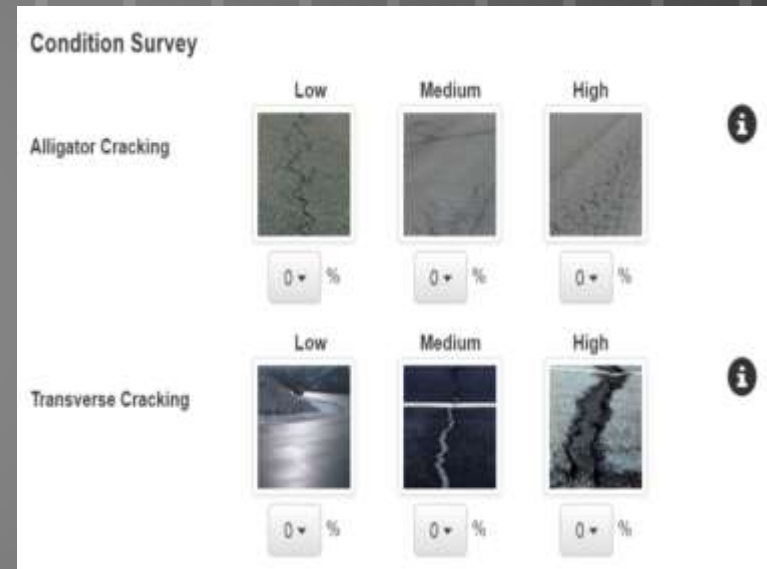 Condition Survey
Low Medium High
Alligator Cracking
0 % 0 % 0 %
Low Medium High
Transverse Cracking
0 % 0 % 0 %